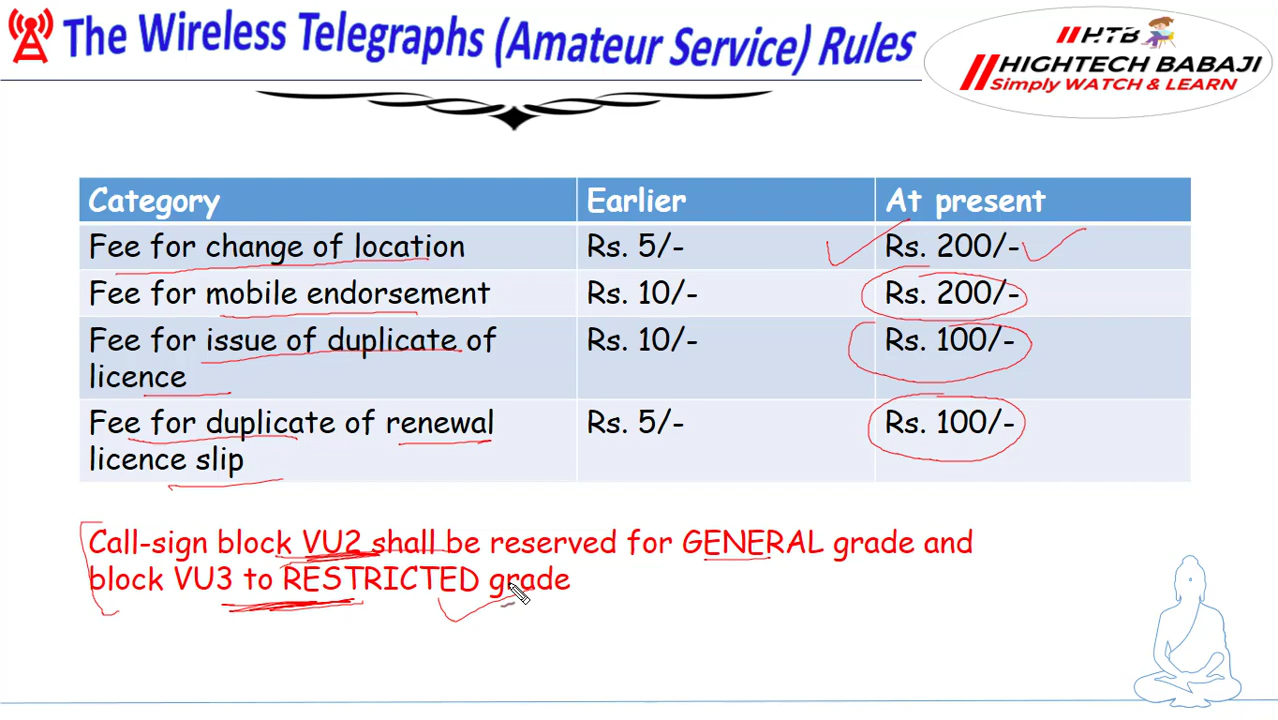 The Wireless Telegraphs (Amateur Service) Rules
HTB
HIGHTECH BABAJI
Simply WATCH & LEARN
Category Earlier At present
Fee for change of location Rs. 5/- Rs. 200/-
Fee for mobile endorsement Rs. 10/- Rs. 200/-
Fee for issue of duplicate of Rs. 10/- Rs. 100/-
licence
Fee for duplicate of renewal Rs. 5/- Rs. 100/-
licence slip
Call-sign block VU2 shall be reserved for GENERAL grade and
block VU3 to RESTRICTED grade